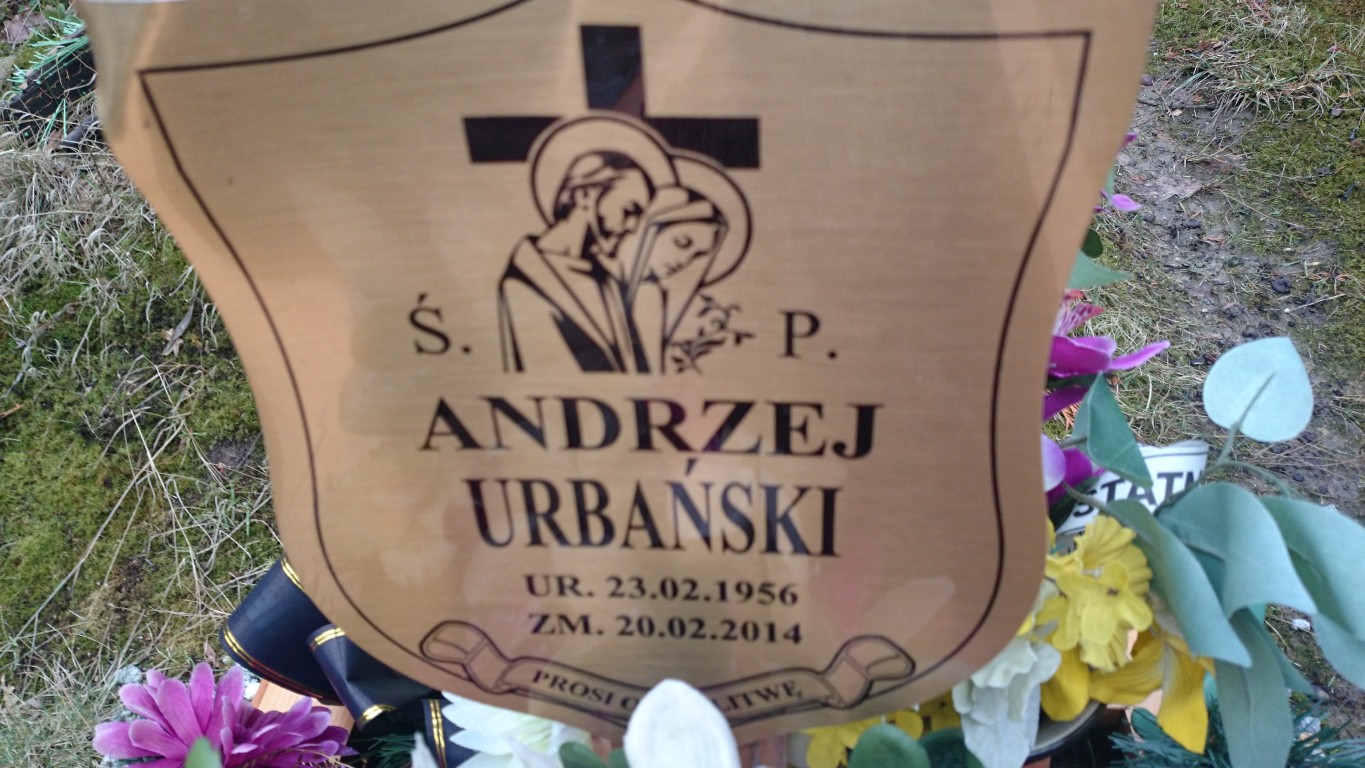 Ś. P.
ANDRZEJ
URBAŃSKI
UR. 23.02.1956
ZM. 20.02.2014
PROSI